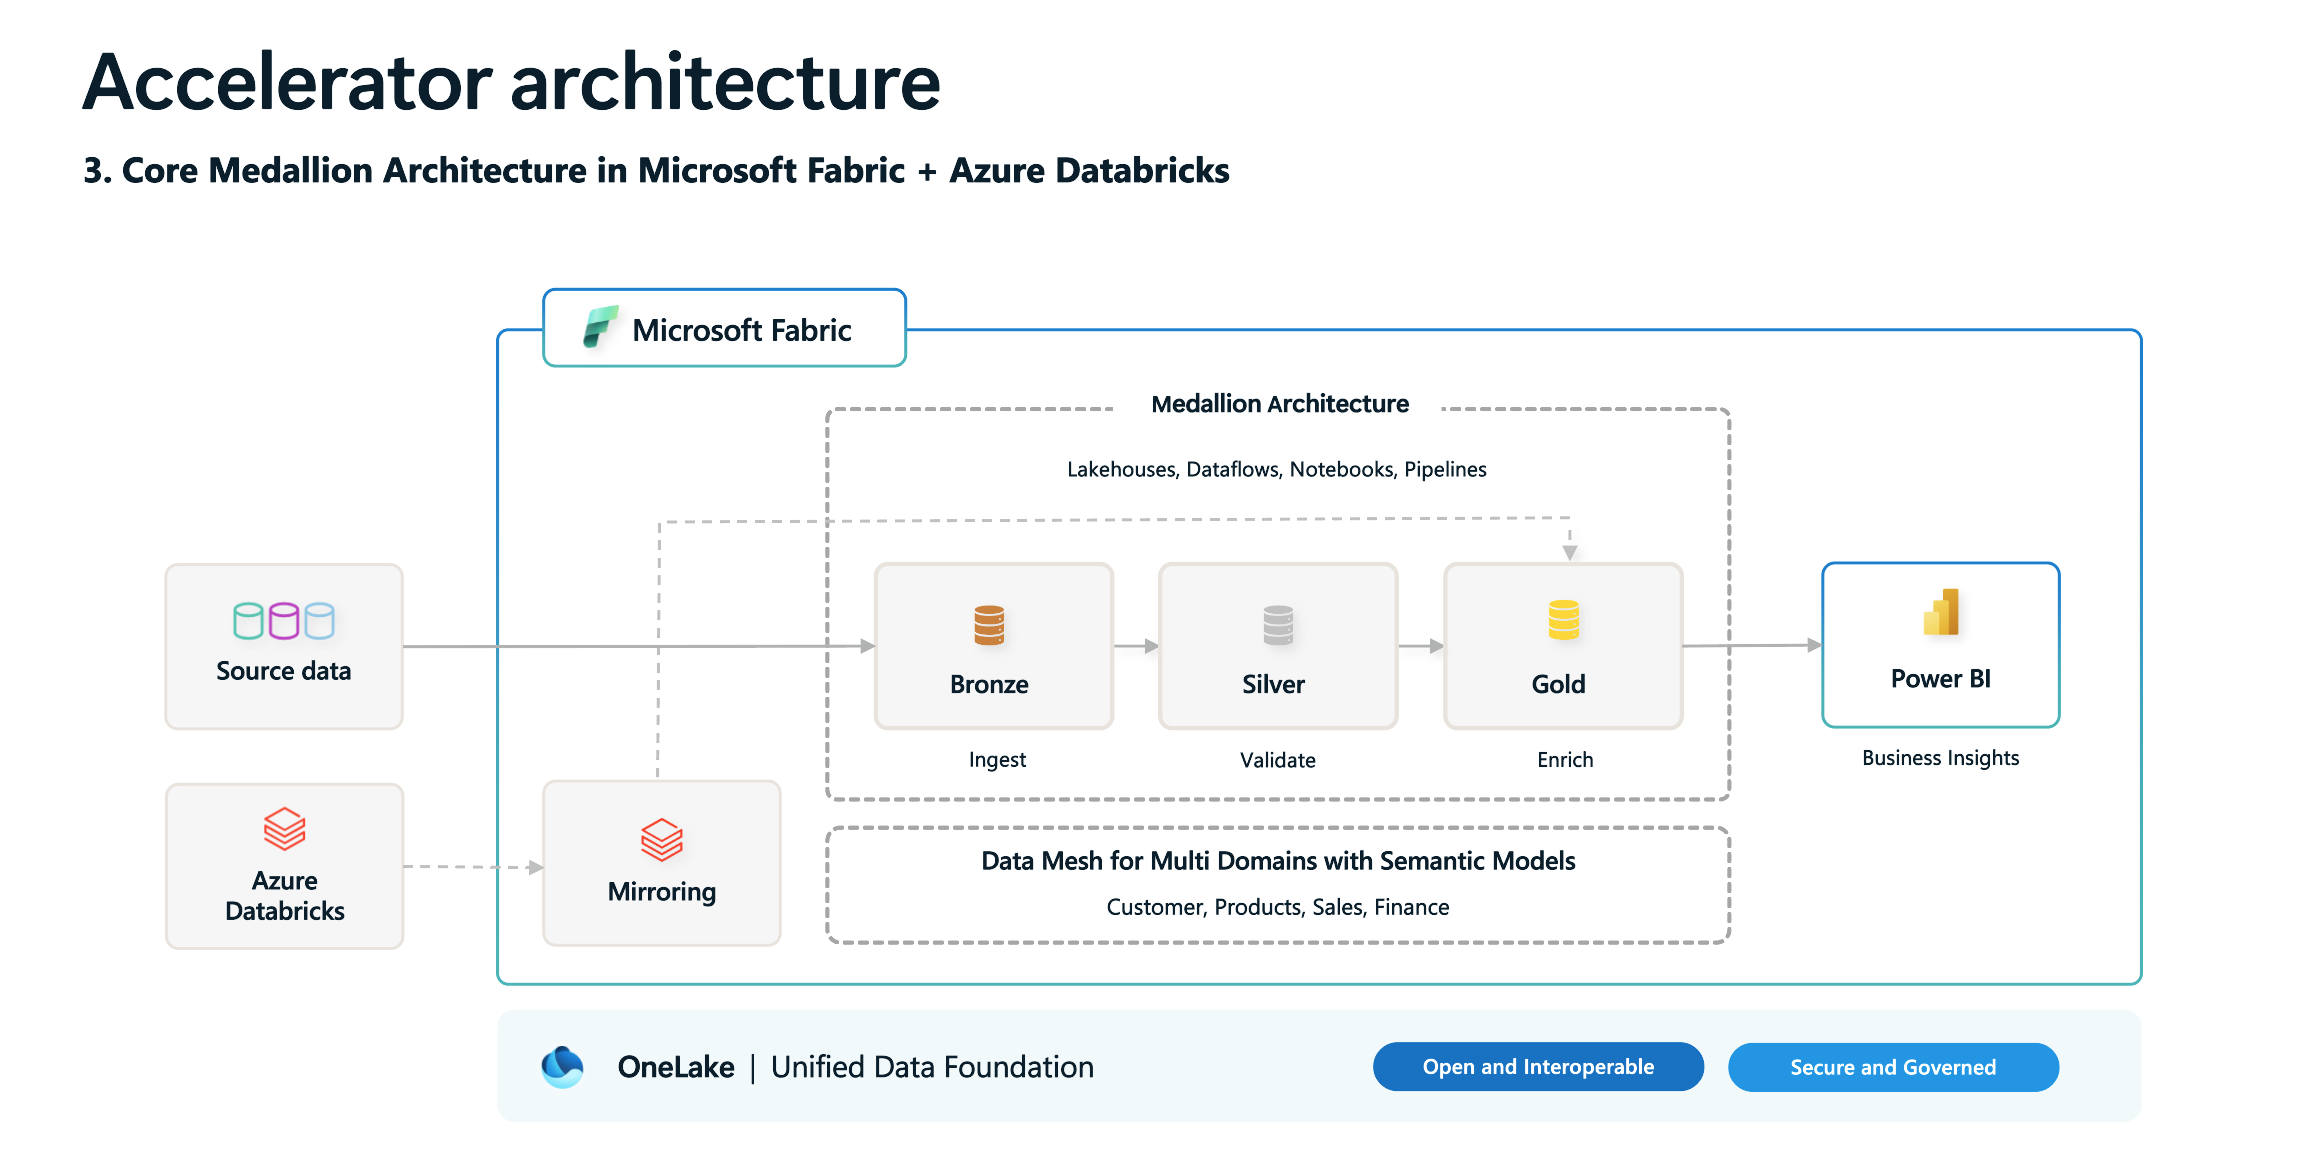 Accelerator architecture
3. Core Medallion Architecture in Microsoft Fabric + Azure Databricks
Microsoft Fabric
Medallion Architecture
Lakehouses, Dataflows, Notebooks, Pipelines
Source data
Bronze
Silver
Gold
Power BI
Ingest
Validate
Enrich
Business Insights
Azure
Databricks
Mirroring
Data Mesh for Multi Domains with Semantic Models
Customer, Products, Sales, Finance
OneLake | Unified Data Foundation
Open and Interoperable
Secure and Governed